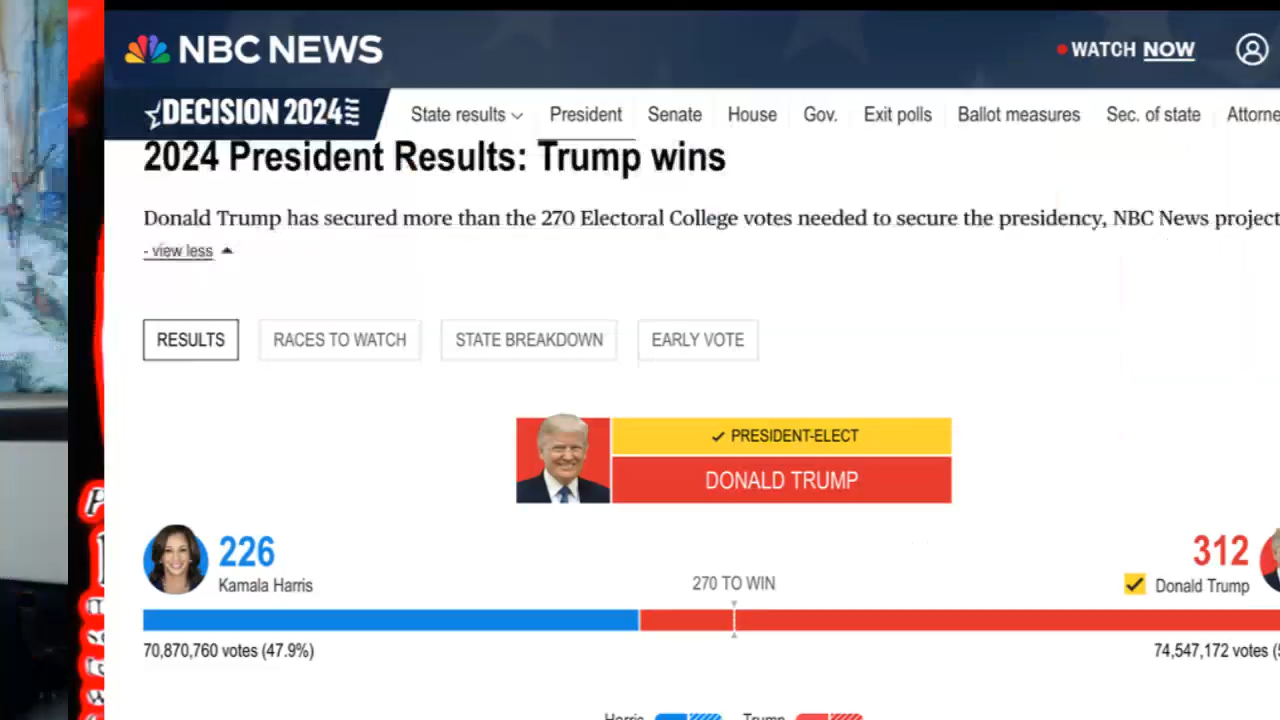 NBC NEWS
WATCH NOW
DECISION 2024
State results President Senate House Gov. Exit polls Ballot measures Sec. of state Attorne
2024 President Results: Trump wins
Donald Trump has secured more than the 270 Electoral College votes needed to secure the presidency, NBC News project
- view less
RESULTS RACES TO WATCH STATE BREAKDOWN EARLY VOTE
PRESIDENT-ELECT
DONALD TRUMP
226
Kamala Harris
270 TO WIN
312
Donald Trump
70,870,760 votes (47.9%)
74,547,172 votes (5
Harris Trump